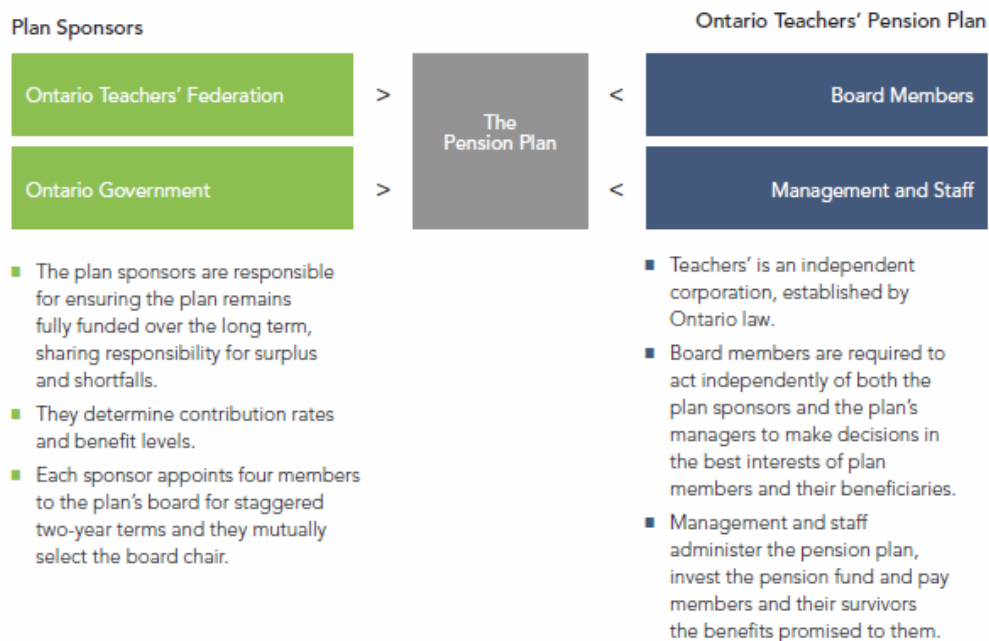 Plan Sponsors
Ontario Teachers' Federation
>
Ontario Government
>
The
Pension Plan
■ The plan sponsors are responsible
for ensuring the plan remains
fully funded over the long term,
sharing responsibility for surplus
and shortfalls.
■ They determine contribution rates
and benefit levels.
■ Each sponsor appoints four members
to the plan's board for staggered
two-year terms and they mutually
select the board chair.
Ontario Teachers' Pension Plan
<
Board Members
<
Management and Staff
■ Teachers' is an independent
corporation, established by
Ontario law.
■ Board members are required to
act independently of both the
plan sponsors and the plan's
managers to make decisions in
the best interests of plan
members and their beneficiaries.
■ Management and staff
administer the pension plan,
invest the pension fund and pay
members and their survivors
the benefits promised to them.